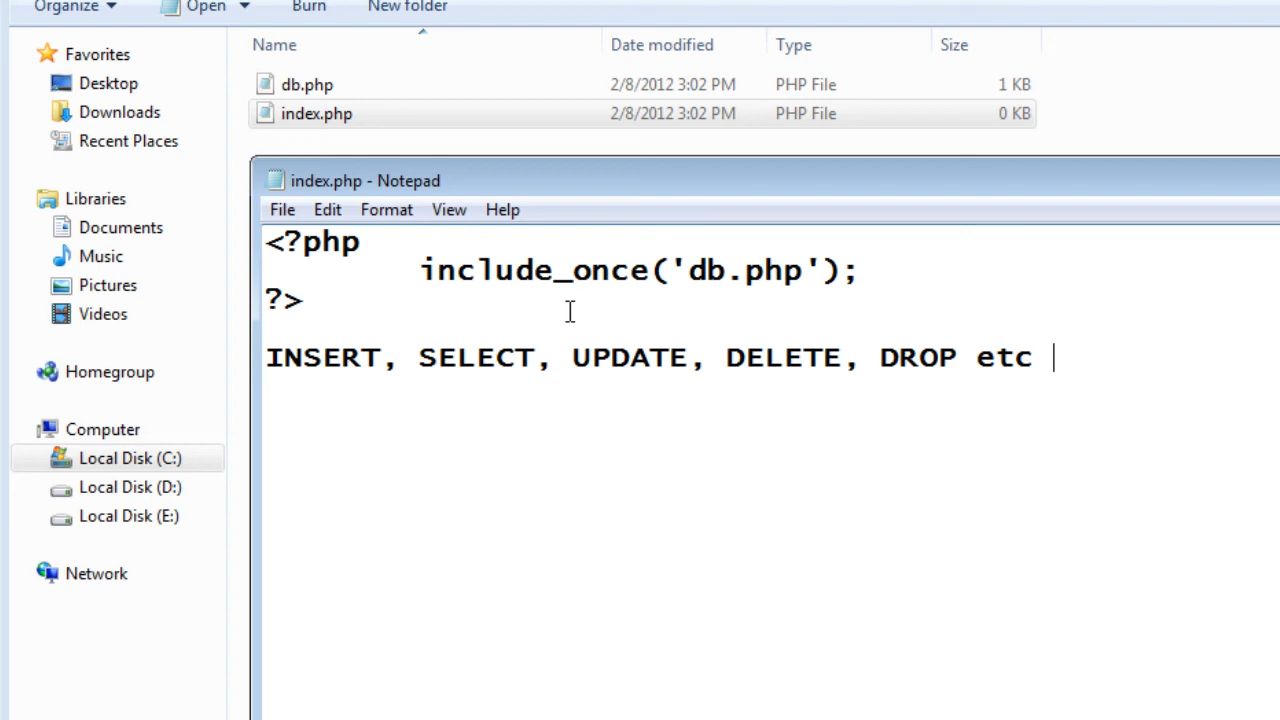 Organize Open Burn New folder
Favorites
Desktop
Downloads
Recent Places
Libraries
Documents
Music
Pictures
Videos
Homegroup
Computer
Local Disk (C:)
Local Disk (D:)
Local Disk (E:)
Network
Name Date modified Type Size
db.php 2/8/2012 3:02 PM PHP File 1 KB
index.php 2/8/2012 3:02 PM PHP File 0 KB
index.php - Notepad
File Edit Format View Help
<?php
include_once('db.php');
?>
INSERT, SELECT, UPDATE, DELETE, DROP etc